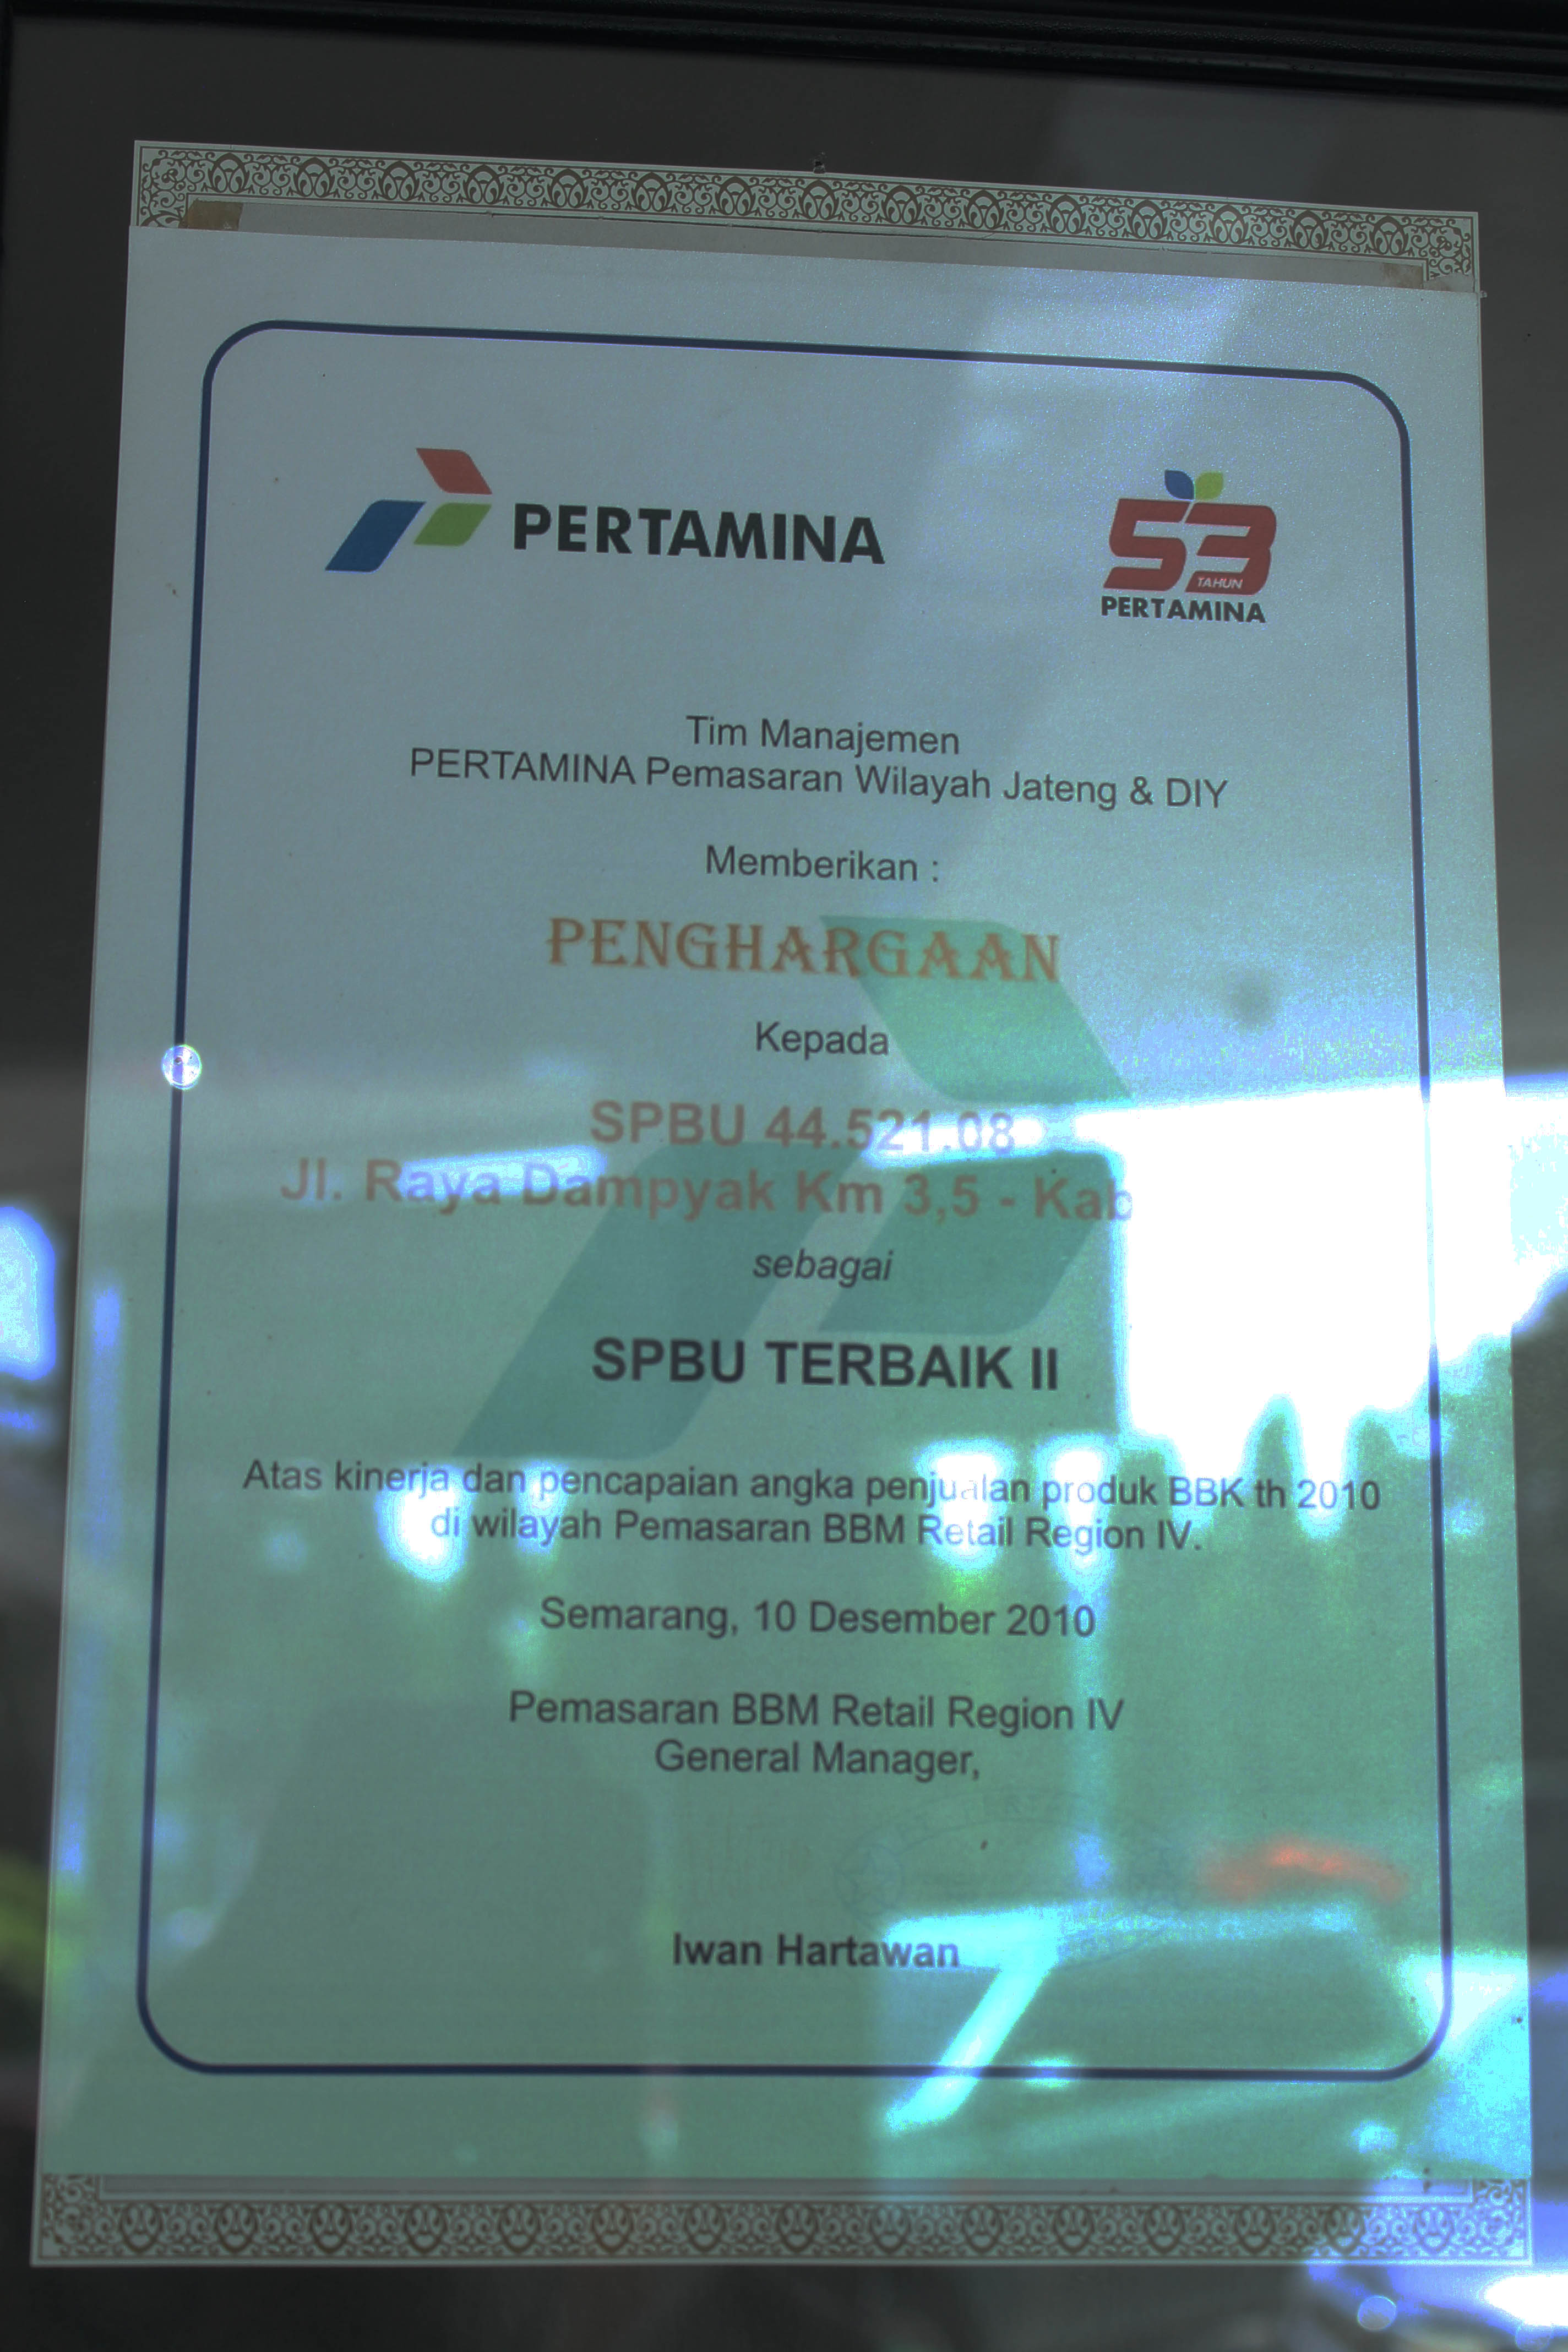 PERTAMINA
53
TAHUN
PERTAMINA
Tim Manajemen
PERTAMINA Pemasaran Wilayah Jateng & DIY
Memberikan :
PENGHARGAAN
Kepada
SPBU 44.521.08
Jl. Raya Dampyak Km 3,5 - Kab
sebagai
SPBU TERBAIK II
Atas kinerja dan pencapaian angka penjualan produk BBK th 2010
di wilayah Pemasaran BBM Retail Region IV.
Semarang, 10 Desember 2010
Pemasaran BBM Retail Region IV
General Manager,
Iwan Hartawan